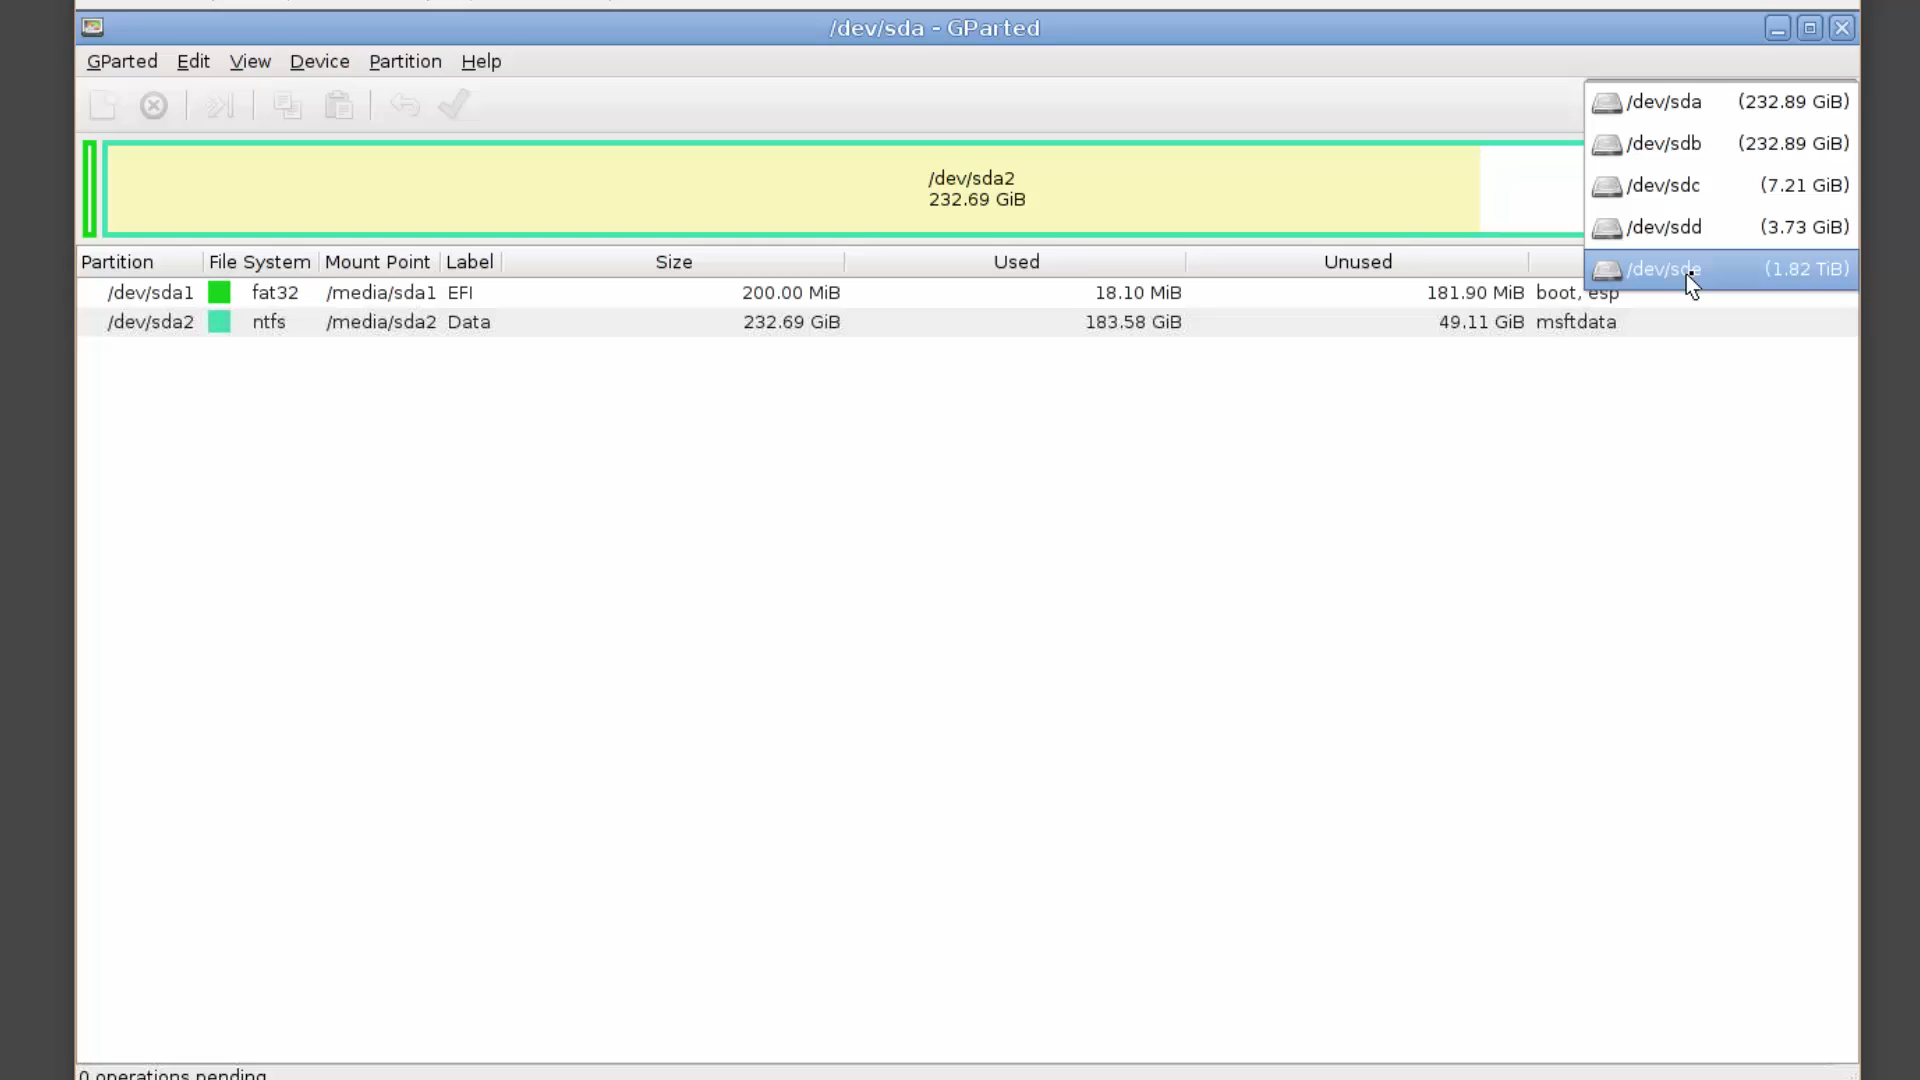 /dev/sda - GParted
GParted Edit View Device Partition Help
/dev/sda (232.89 GiB)
/dev/sdb (232.89 GiB)
/dev/sdc (7.21 GiB)
/dev/sdd (3.73 GiB)
/dev/sde (1.82 TiB)
/dev/sda2
232.69 GiB
Partition File System Mount Point Label Size Used Unused
/dev/sda1 fat32 /media/sda1 EFI 200.00 MiB 18.10 MiB 181.90 MiB boot, esp
/dev/sda2 ntfs /media/sda2 Data 232.69 GiB 183.58 GiB 49.11 GiB msftdata
0 operations pending